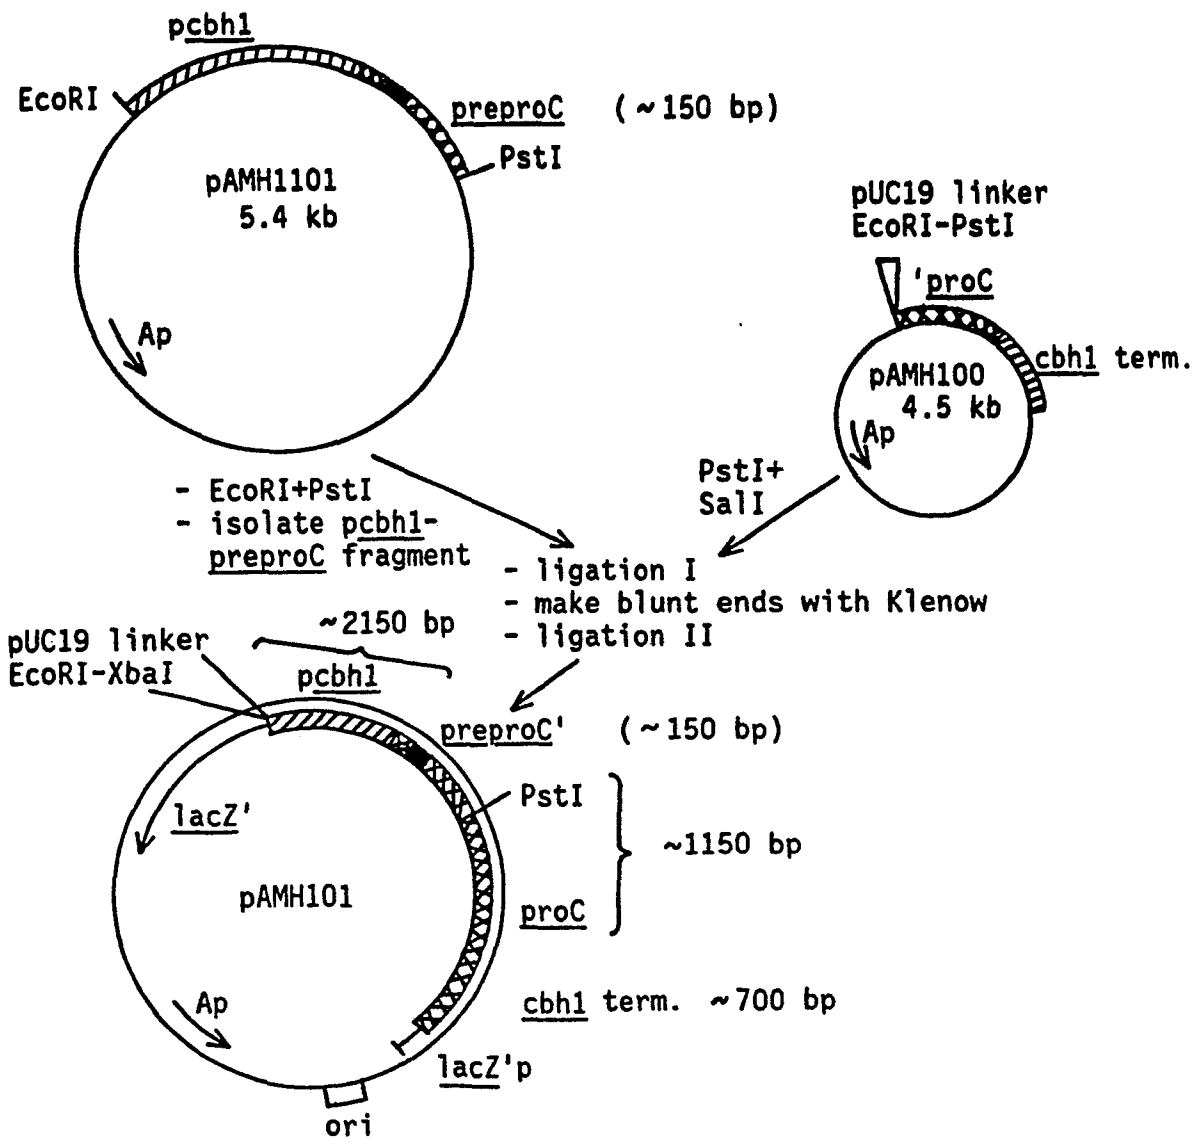 pcbh1
EcoRI
preproC (~150 bp)
PstI
pAMH1101
5.4 kb
Ap
pUC19 linker
EcoRI-PstI
'proC
cbh1 term.
pAMH100
4.5 kb
Ap
- EcoRI+PstI
- isolate pcbh1-
preproC fragment
PstI+
SalI
- ligation I
- make blunt ends with Klenow
- ligation II
~2150 bp
pUC19 linker
EcoRI-XbaI
pcbh1
preproC' (~150 bp)
PstI
~1150 bp
lacZ'
pAMH101
proC
Ap
cbh1 term. ~700 bp
lacZ'p
ori